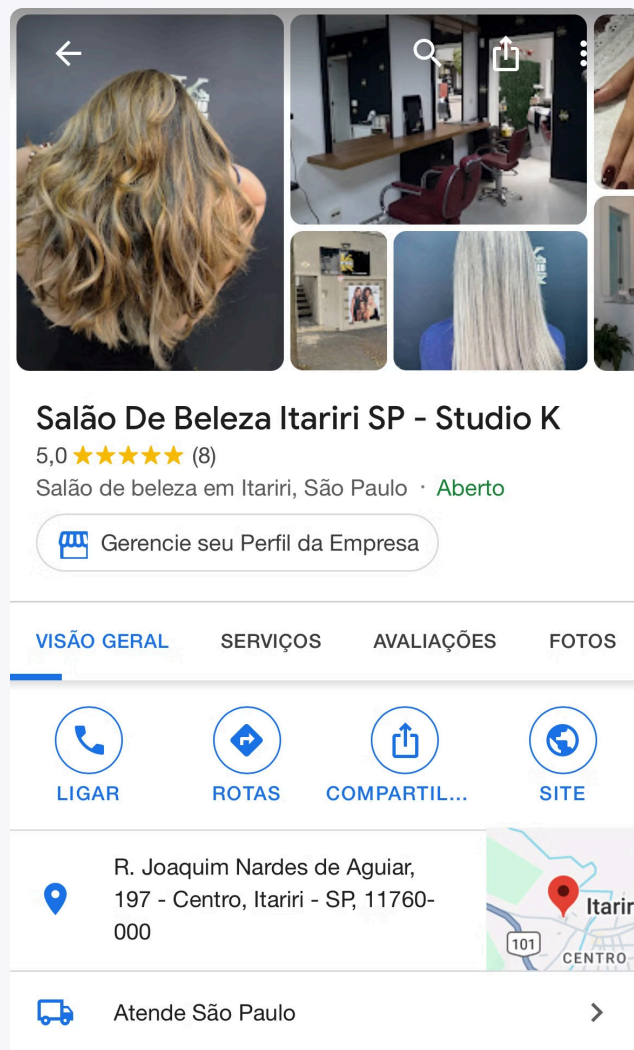 Salão De Beleza Itariri SP - Studio K
5,0 ★★★★★ (8)
Salão de beleza em Itariri, São Paulo · Aberto
Gerencie seu Perfil da Empresa
VISÃO GERAL SERVIÇOS AVALIAÇÕES FOTOS
LIGAR ROTAS COMPARTIL... SITE
R. Joaquim Nardes de Aguiar,
197 - Centro, Itariri - SP, 11760-
000
Itarir
101
CENTRO
Atende São Paulo